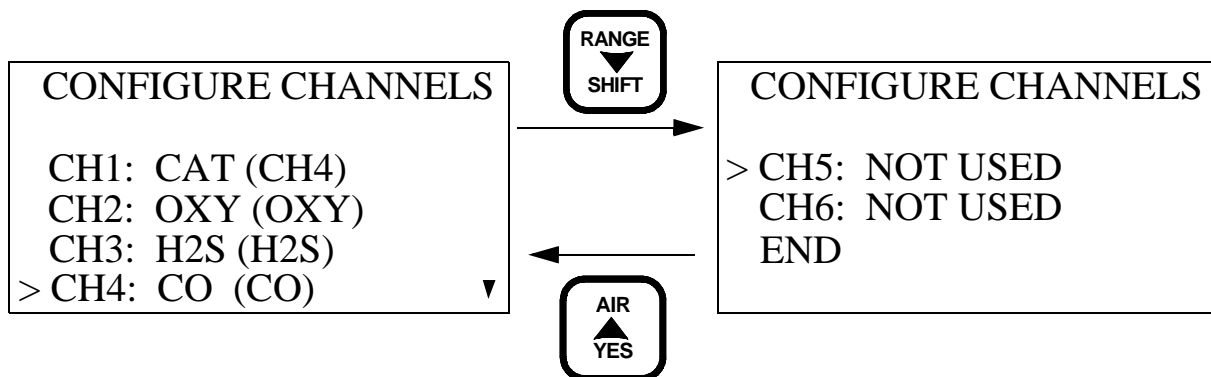 RANGE
SHIFT
CONFIGURE CHANNELS
CH1: CAT (CH4)
CH2: OXY (OXY)
CH3: H2S (H2S)
> CH4: CO (CO)
CONFIGURE CHANNELS
> CH5: NOT USED
CH6: NOT USED
END
AIR
YES